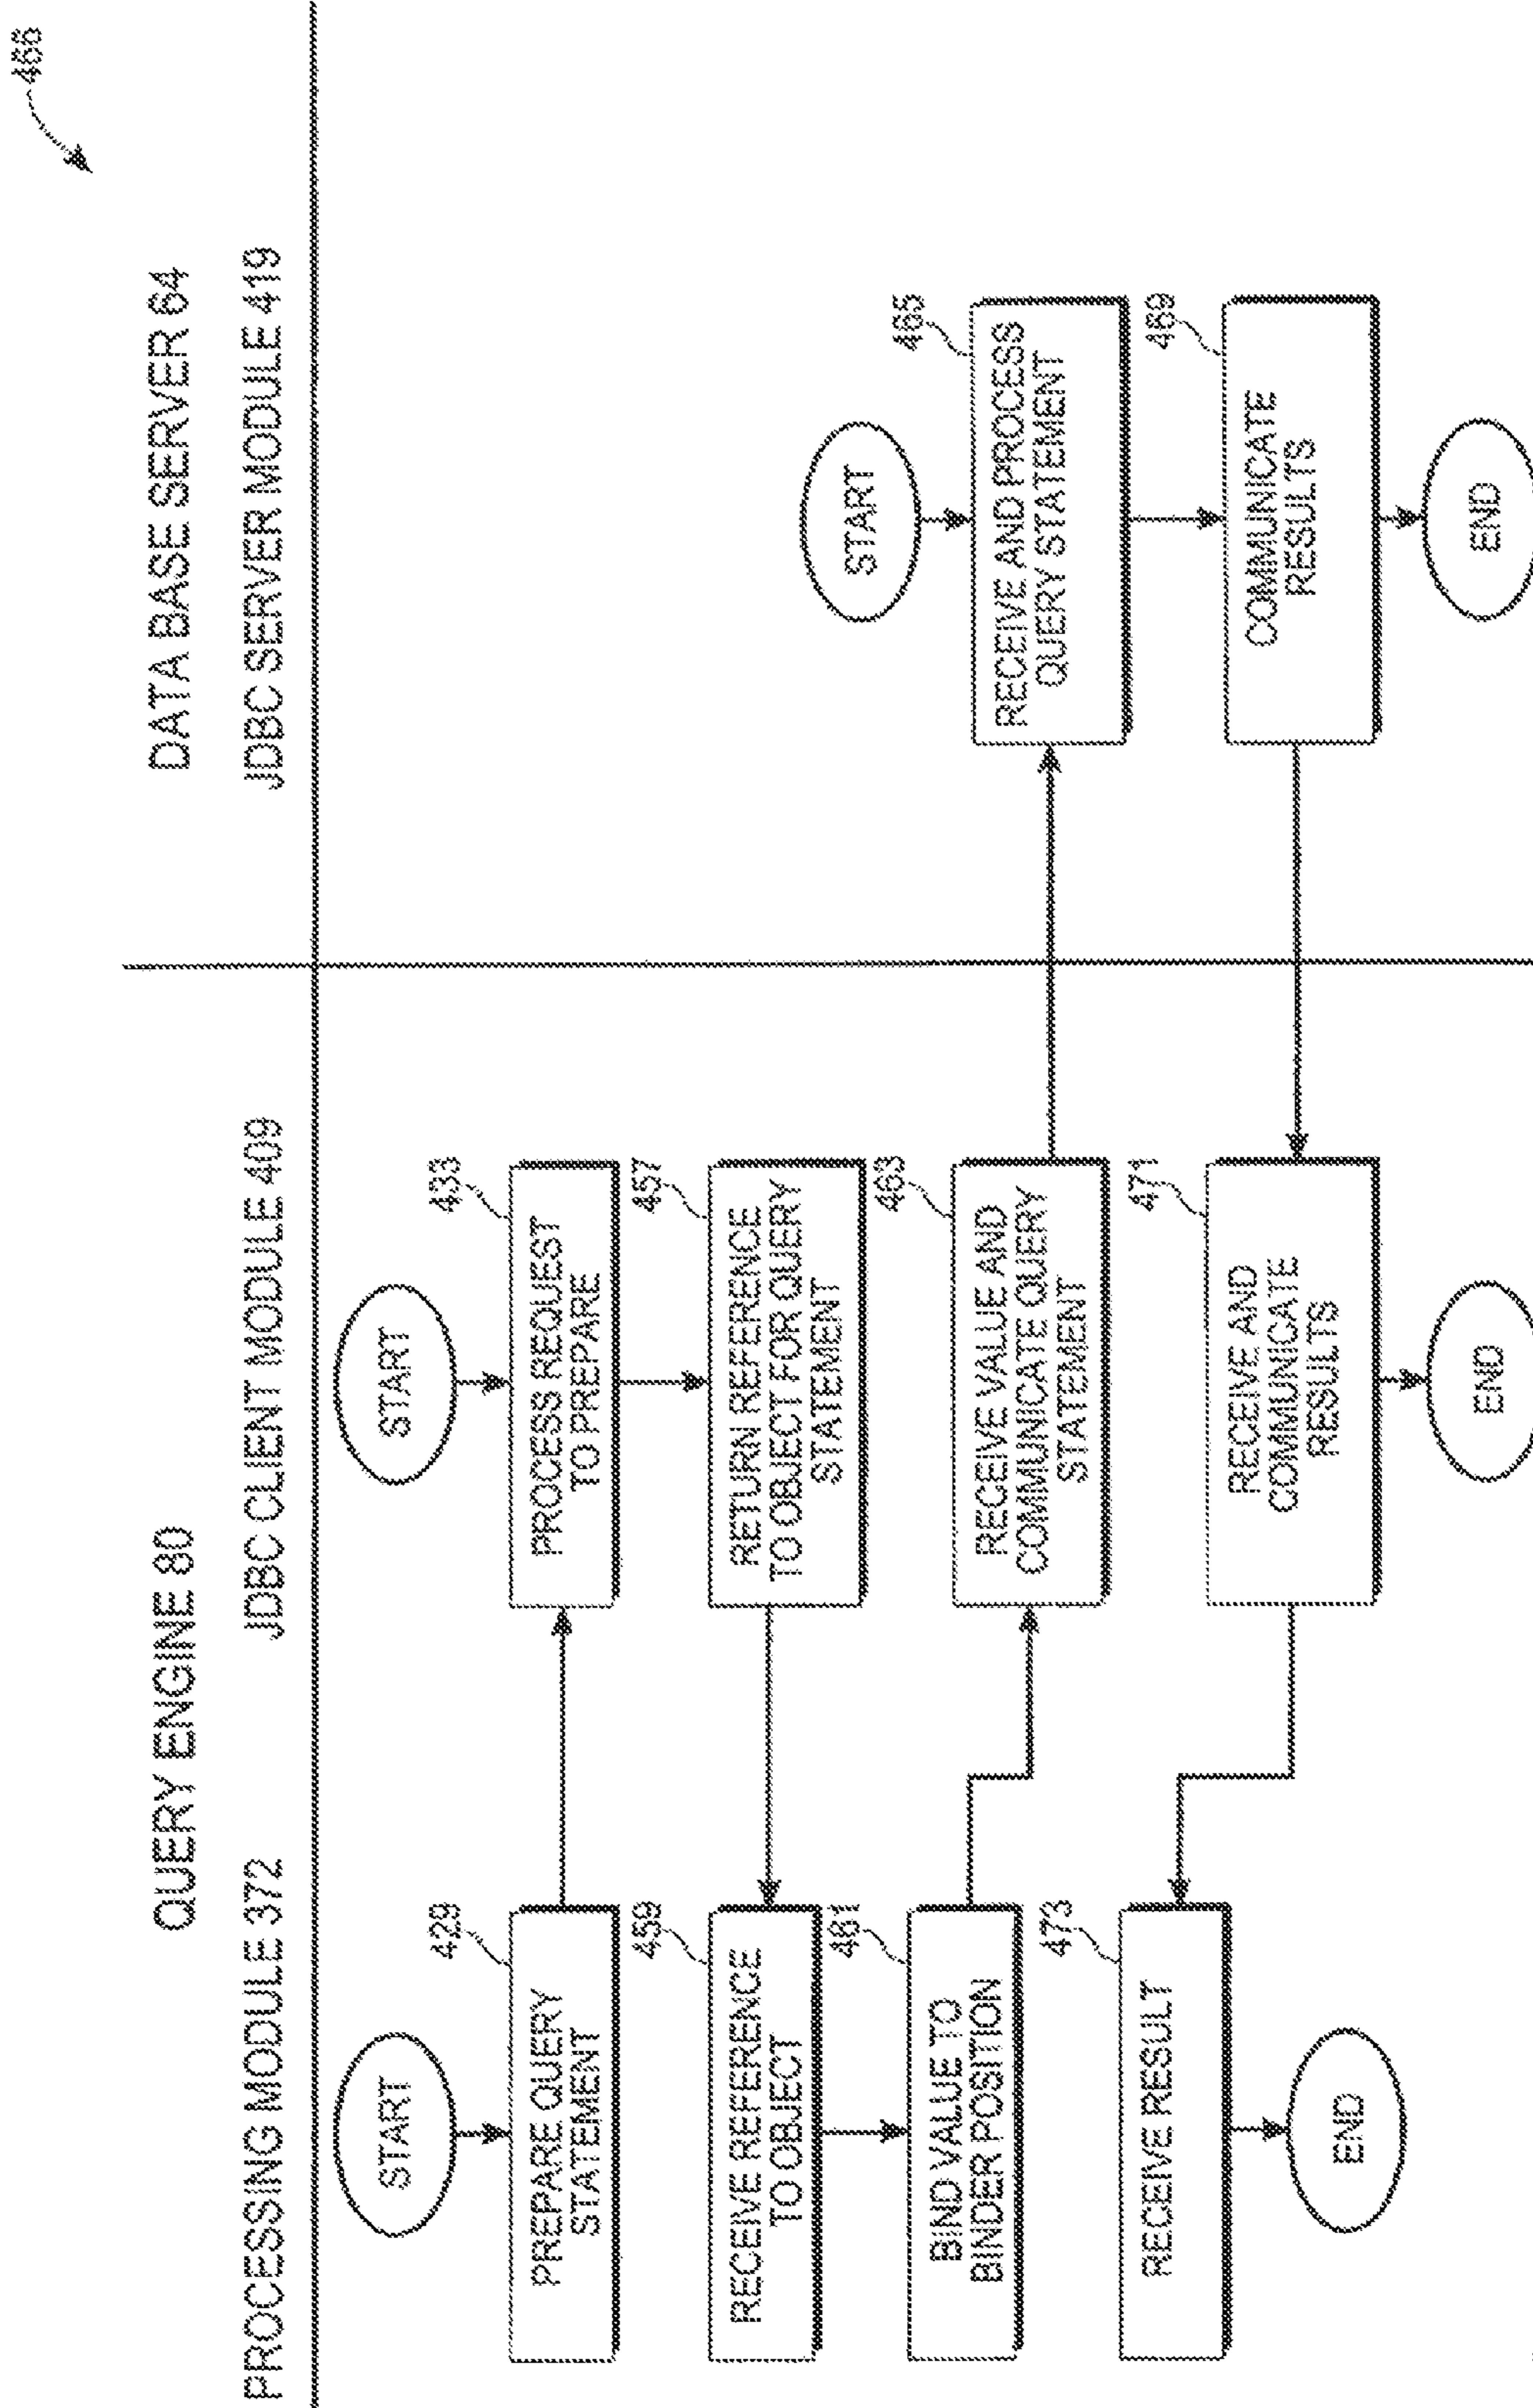 466
QUERY ENGINE 80
DATA BASE SERVER 64
PROCESSING MODULE 372
JDBC CLIENT MODULE 409
JDBC SERVER MODULE 419
START
START
429
PREPARE QUERY
STATEMENT
433
PROCESS REQUEST
TO PREPARE
459
RECEIVE REFERENCE
TO OBJECT
457
RETURN REFERENCE
TO OBJECT FOR QUERY
STATEMENT
START
461
BIND VALUE TO
BINDER POSITION
463
RECEIVE VALUE AND
COMMUNICATE QUERY
STATEMENT
465
RECEIVE AND PROCESS
QUERY STATEMENT
473
RECEIVE RESULT
471
RECEIVE AND
COMMUNICATE
RESULTS
469
COMMUNICATE
RESULTS
END
END
END